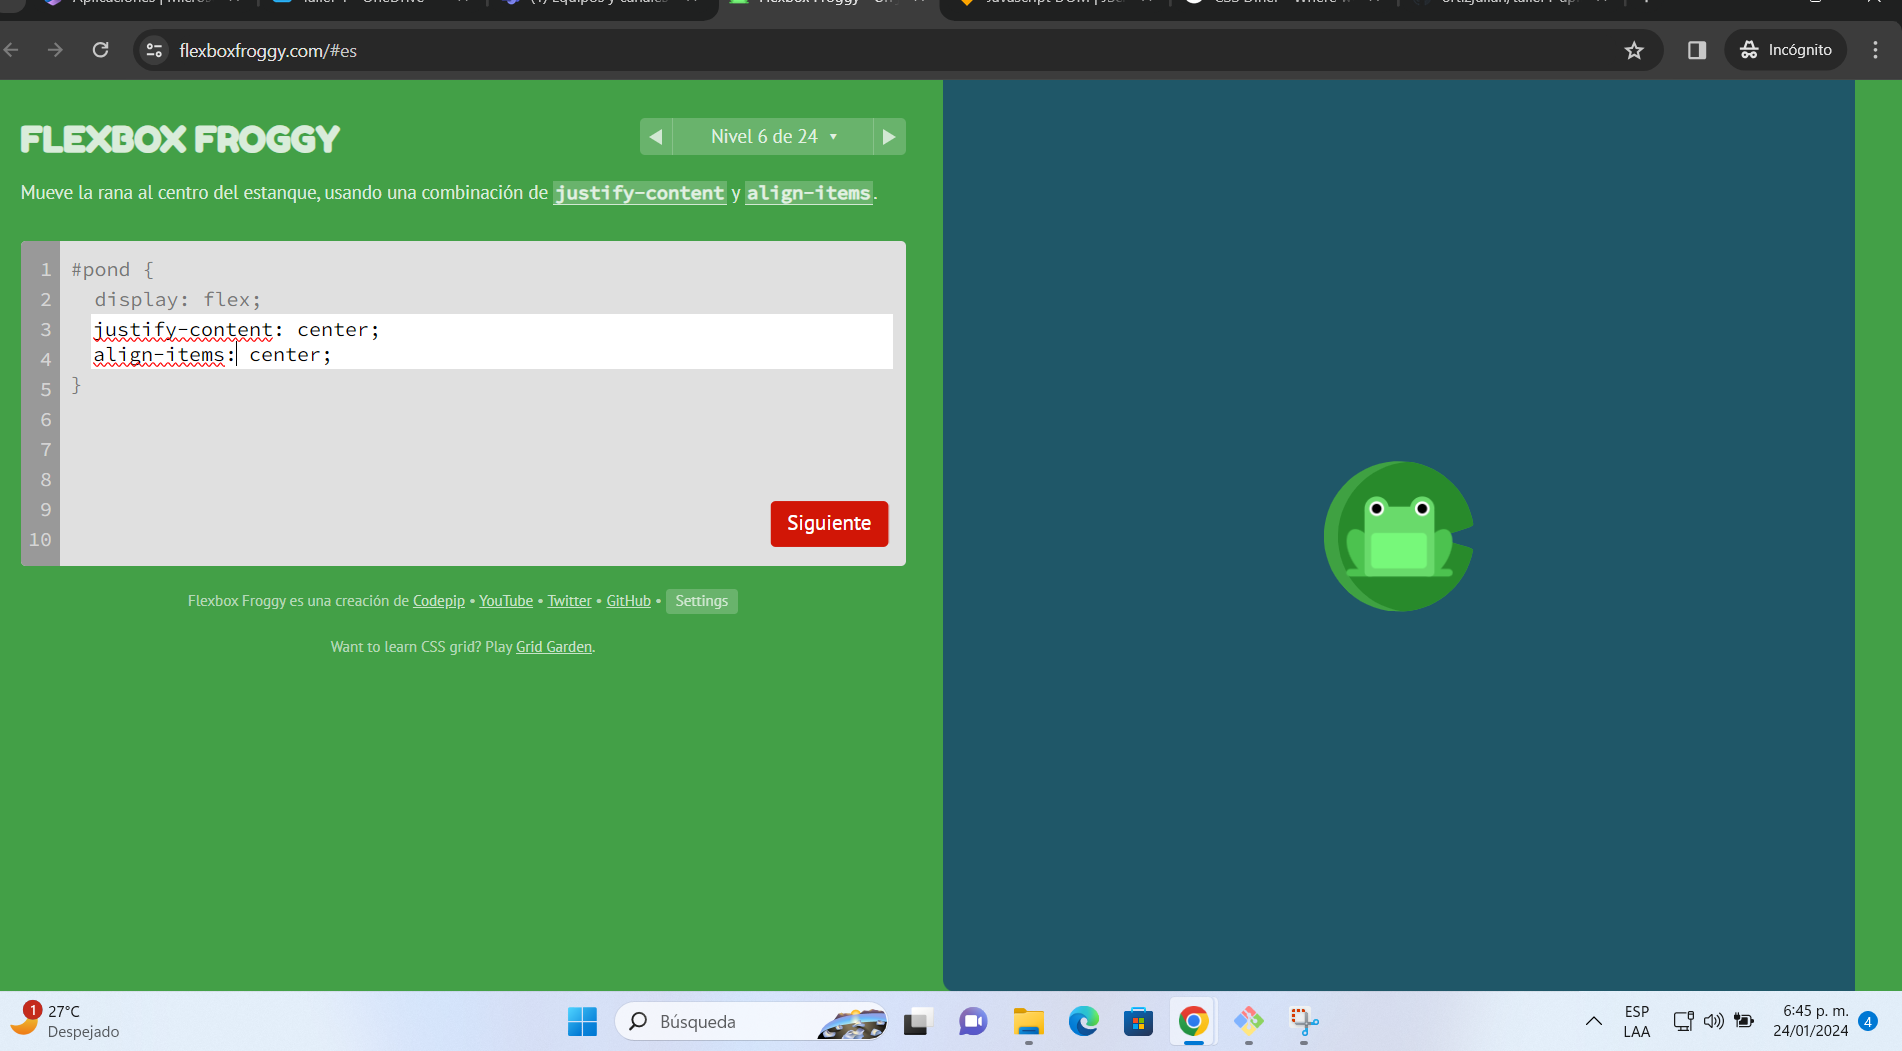 flexboxfroggy.com/#es
Incógnito
FLEXBOX FROGGY
Nivel 6 de 24
Mueve la rana al centro del estanque, usando una combinación de justify-content y align-items.
1 #pond {
2 display: flex;
3 justify-content: center;
4 align-items: center;
5 }
6
7
8
9
10
Siguiente
Flexbox Froggy es una creación de Codepip • YouTube • Twitter • GitHub • Settings
Want to learn CSS grid? Play Grid Garden.
1
27°C
Despejado
Búsqueda
ESP
LAA
6:45 p. m.
24/01/2024
4